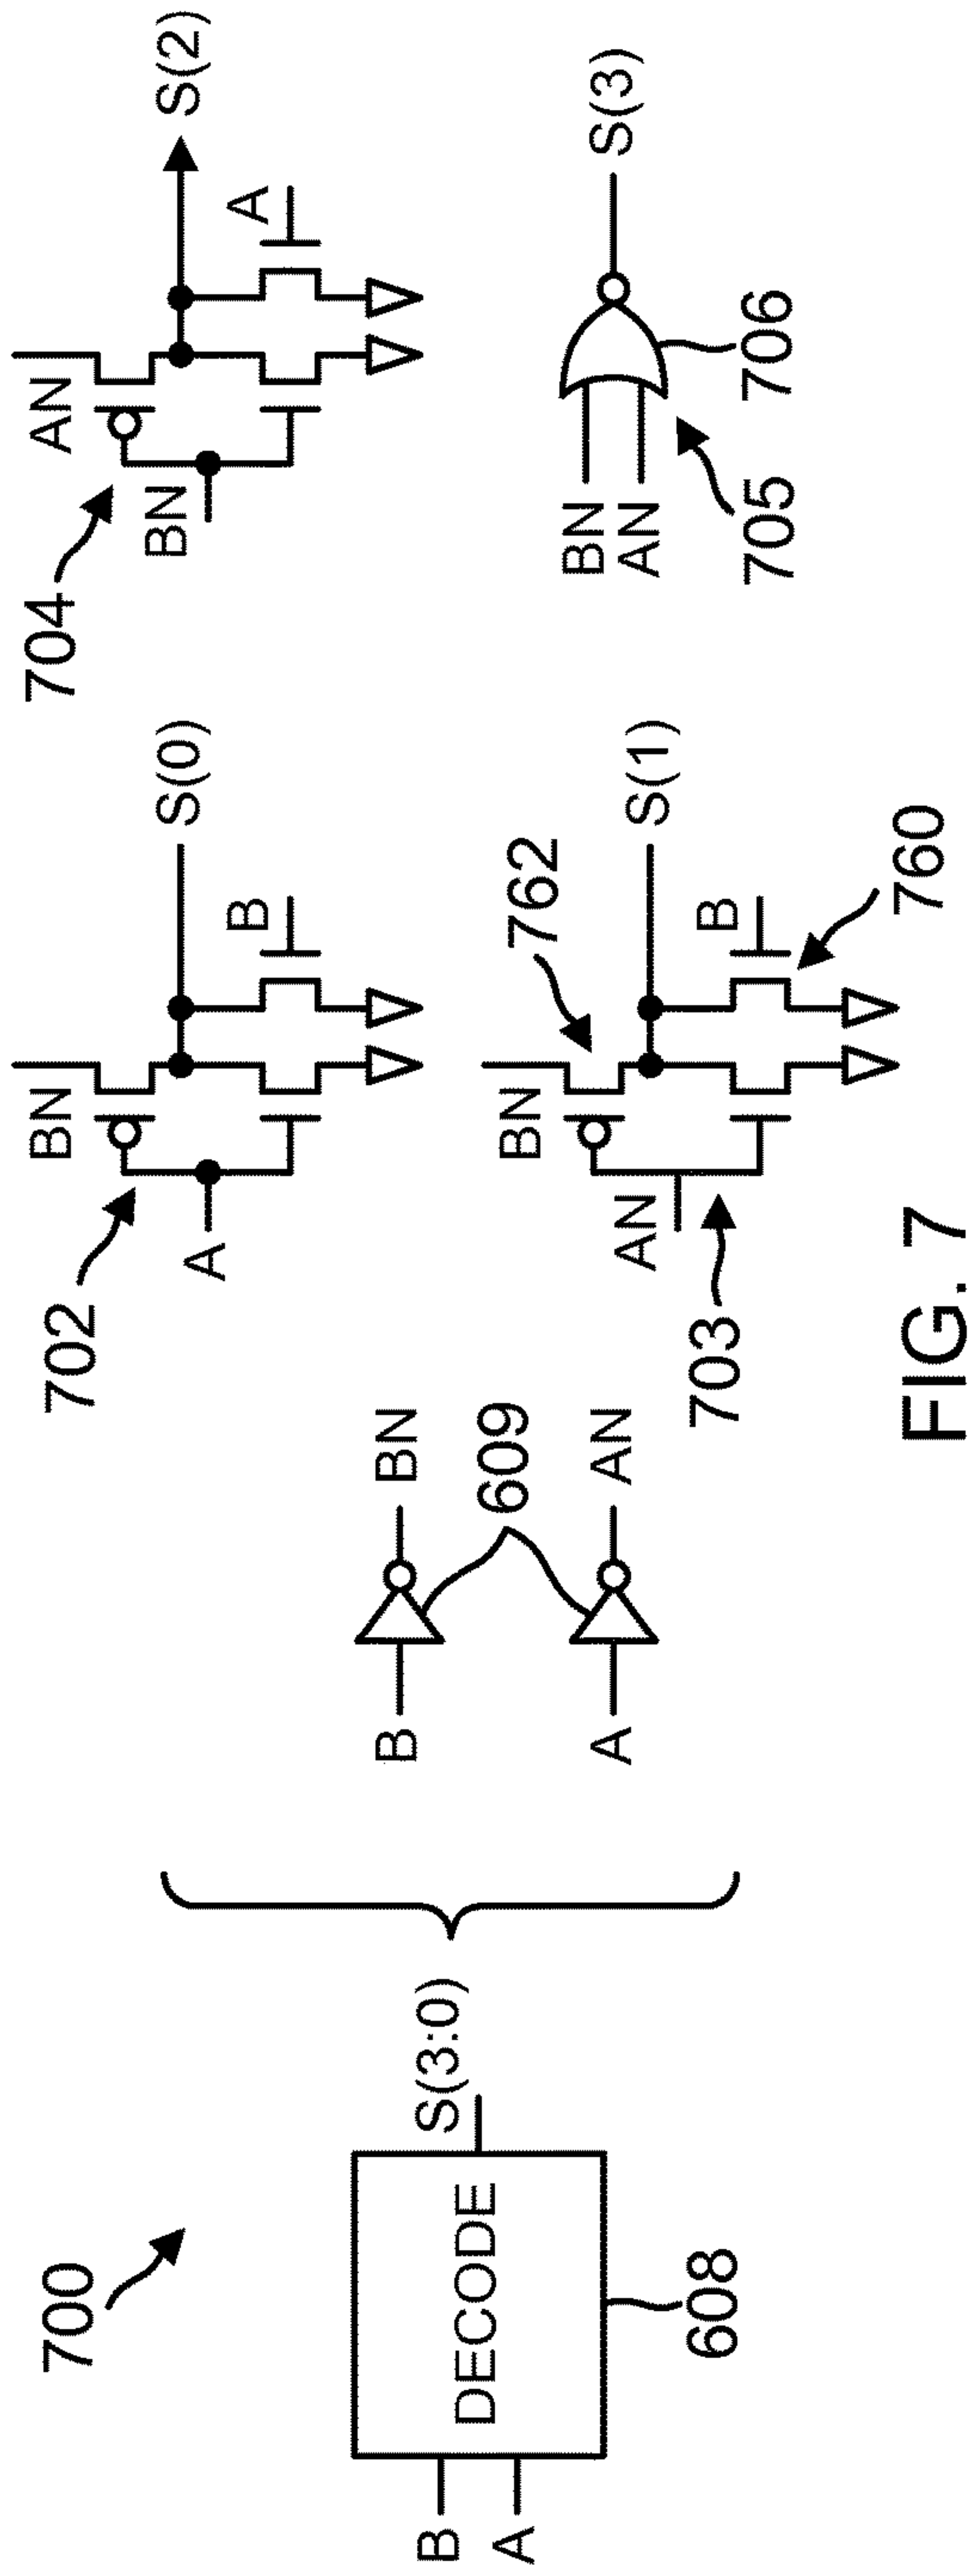 700
B
A
DECODE
S(3:0)
608
B
BN
A
AN
609
702
BN
A
B
S(0)
703
BN
AN
762
B
S(1)
760
704
AN
BN
A
S(2)
BN
AN
S(3)
705
706
FIG. 7